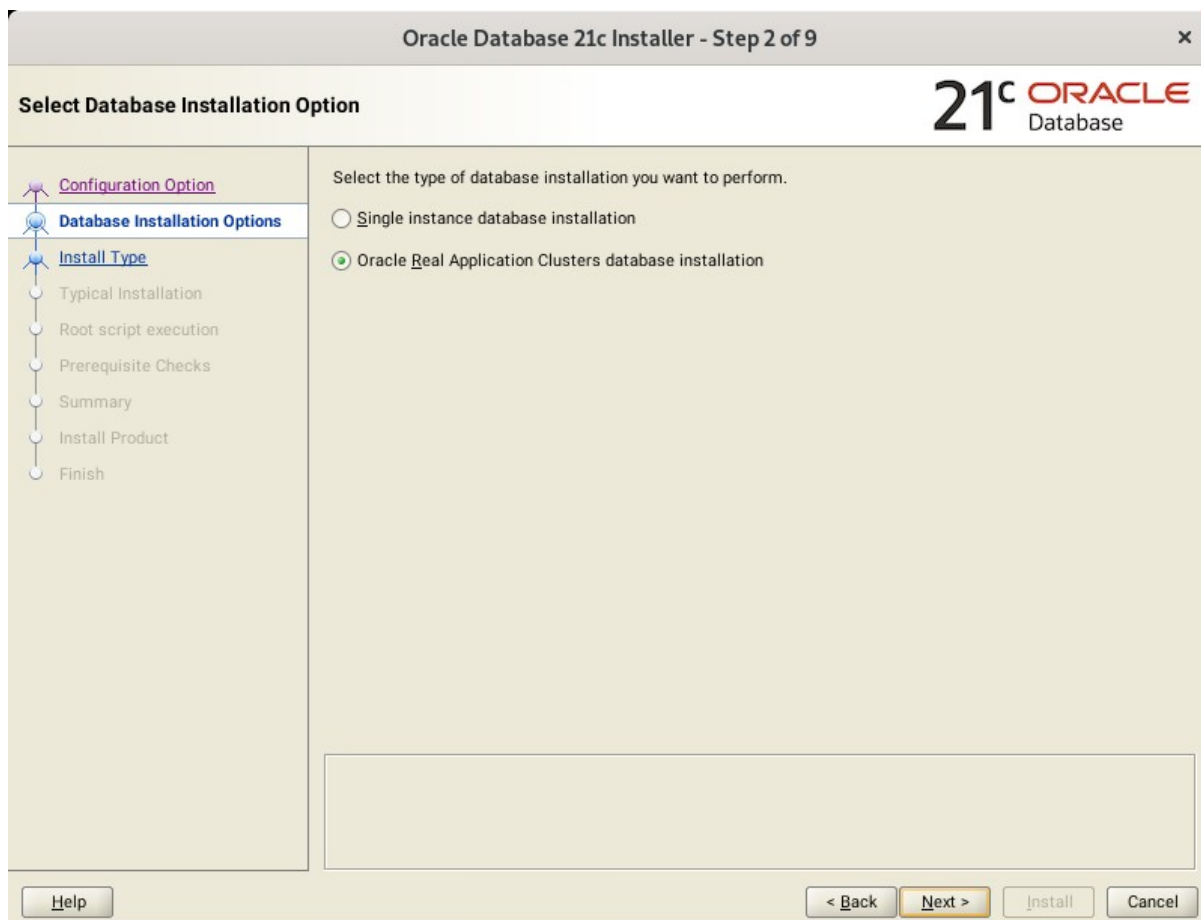 Oracle Database 21c Installer - Step 2 of 9
×
Select Database Installation Option
21c ORACLE
Database
Configuration Option
Database Installation Options
Install Type
Typical Installation
Root script execution
Prerequisite Checks
Summary
Install Product
Finish
Select the type of database installation you want to perform.
Single instance database installation
Oracle Real Application Clusters database installation
Help
< Back
Next >
Install
Cancel